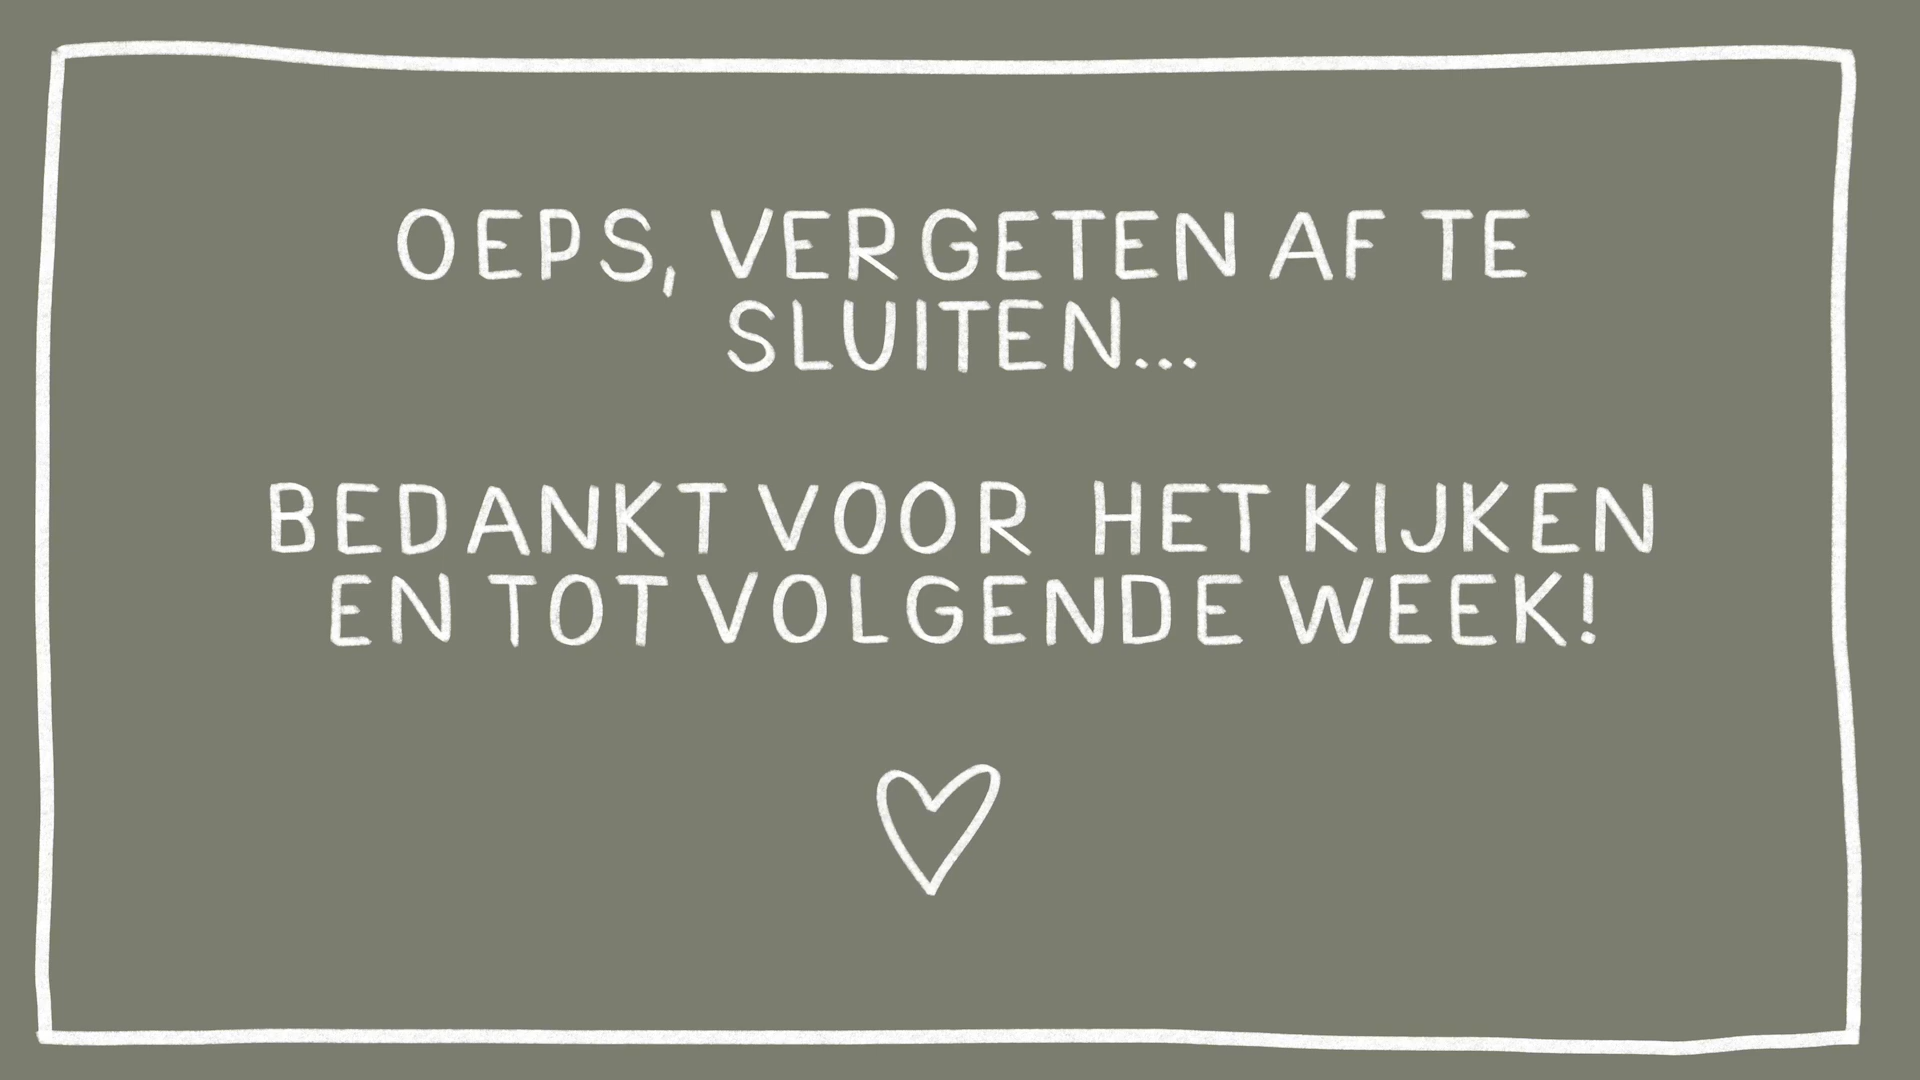 OEPS, VERGETEN AF TE
SLUITEN...
BEDANKT VOOR HET KIJKEN
EN TOT VOLGENDE WEEK!